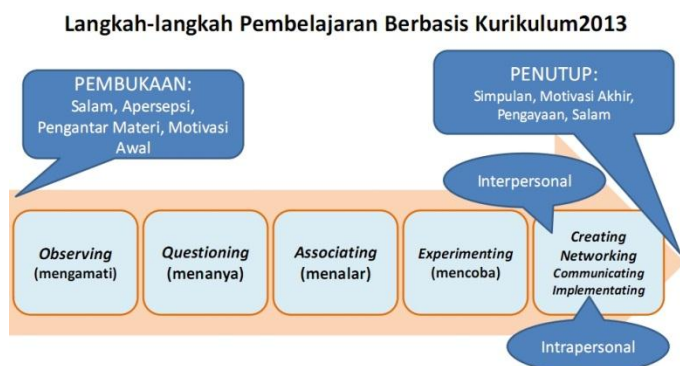 Langkah-langkah Pembelajaran Berbasis Kurikulum2013
PEMBUKAAN:
Salam, Apersepsi,
Pengantar Materi, Motivasi
Awal
PENUTUP:
Simpulan, Motivasi Akhir,
Pengayaan, Salam
Interpersonal
Observing
(mengamati)
Questioning
(menanya)
Associating
(menalar)
Experimenting
(mencoba)
Creating
Networking
Communicating
Implementating
Intrapersonal